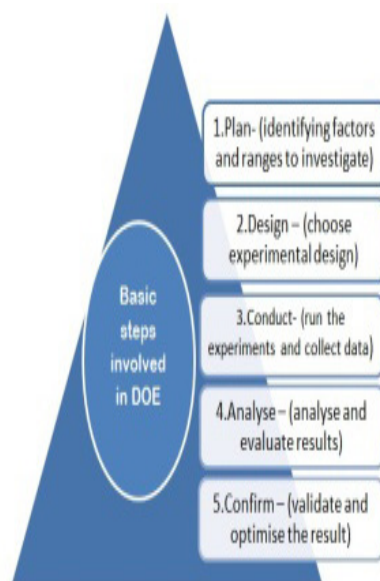 1.Plan- (identifying factors
and ranges to investigate)
2.Design – (choose
experimental design)
Basic
steps
involved
in DOE
3.Conduct- (run the
experiments and collect data)
4.Analyse – (analyse and
evaluate results)
5.Confirm – (validate and
optimise the result)